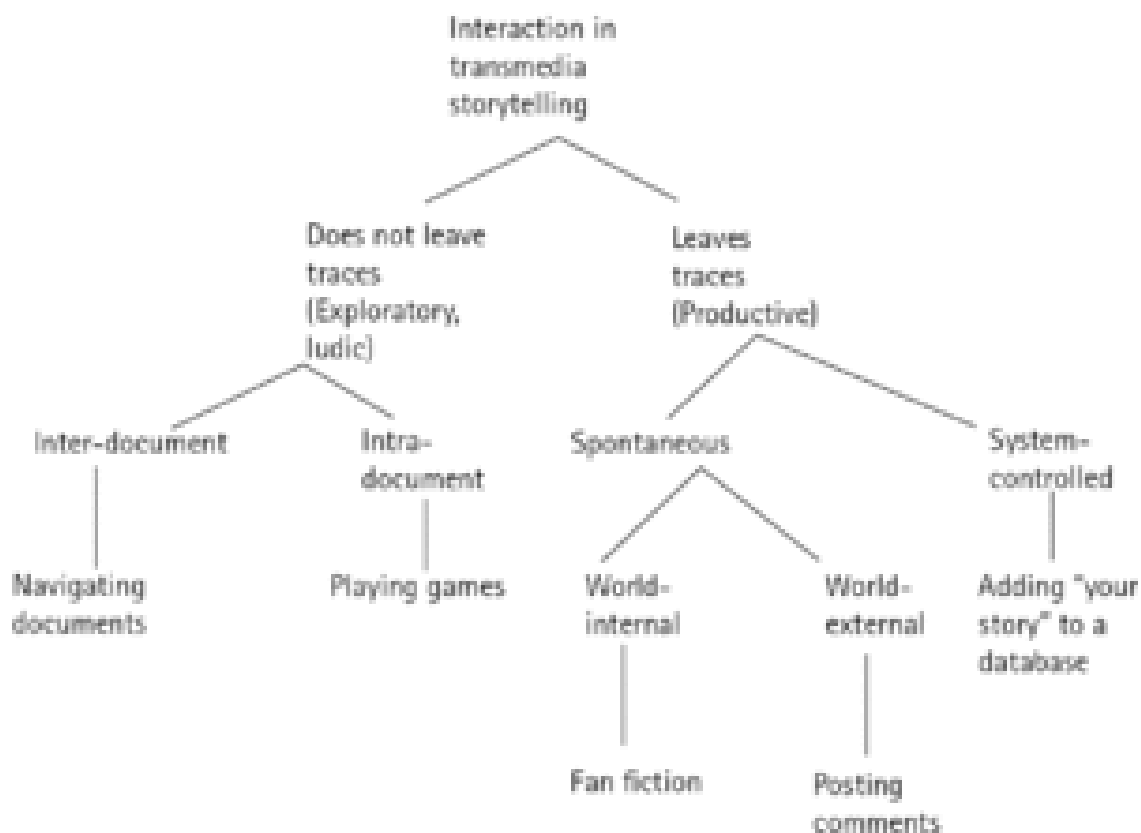 Interaction in
transmedia
storytelling
Does not leave
traces
(Exploratory,
ludic)
Leaves
traces
(Productive)
Inter-document
Intra-
document
Spontaneous
System-
controlled
Navigating
documents
Playing games
World-
internal
World-
external
Adding "your
story" to a
database
Fan fiction
Posting
comments